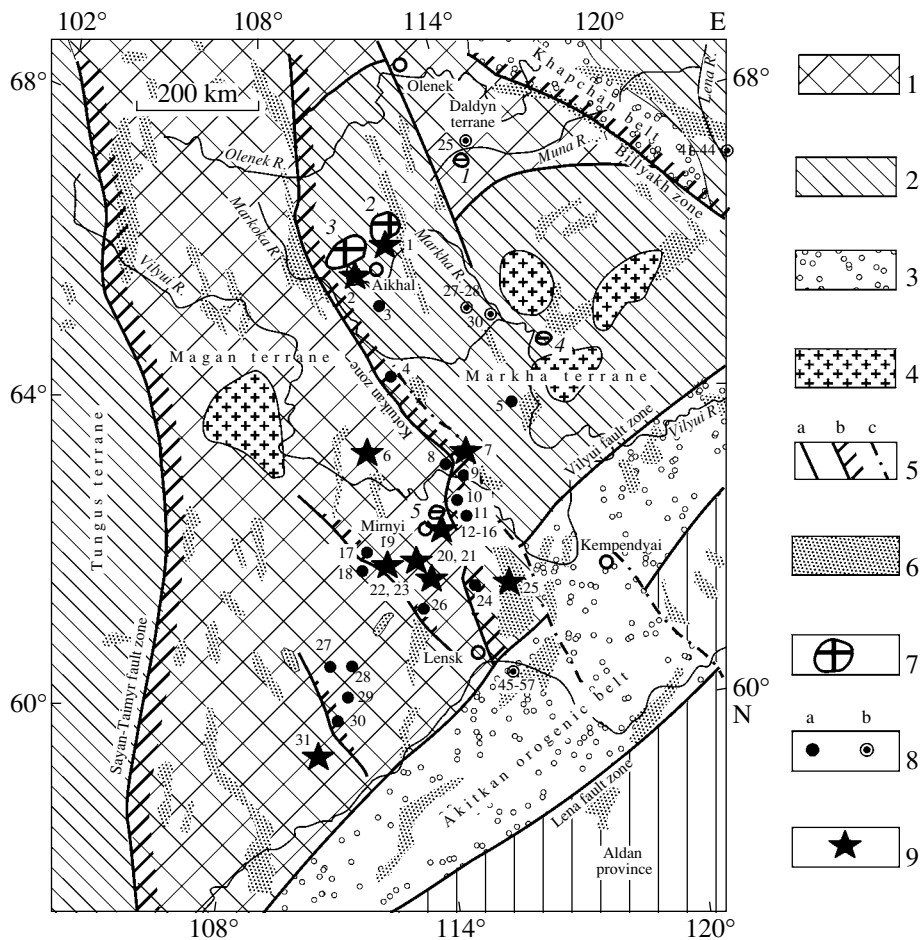 102°
108°
114°
120°
E
68°
68°
200 km
Olenek
Daldyn
terrane
Khapchan belt
Lena R.
25
1
Muna R.
41-44
Billyakh zone
Olenek R.
2
3
Markoka R.
1
Markha R.
Vilyui R.
2
Aikhal
3
27-28
30
4
Magan terrane
4
Markha terrane
64°
64°
Kotuikan zone
5
Vilyui fault zone
Vilyui R.
Tungus terrane
6
8
7
9
10
5
11
Mirnyi
12-16
19
Kempendyai
17
20, 21
18
22, 23
24
25
26
27
28
Lensk
45-57
29
30
60°
60°
N
31
Sayan-Taimyr fault zone
Akitkan orogenic belt
Lena fault zone
Aldan
province
108°
114°
120°
1
2
3
4
a b c
5
6
7
a b
8
9